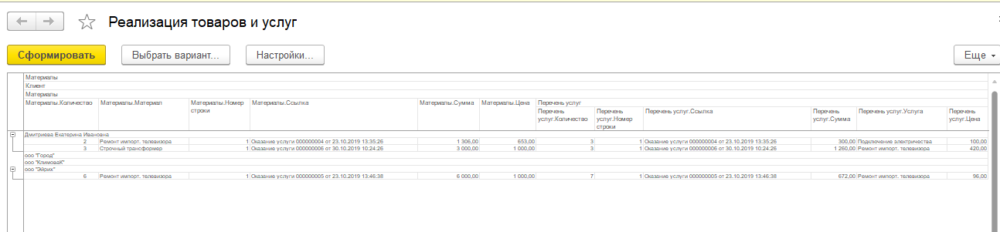 Реализация товаров и услуг
Сформировать
Выбрать вариант...
Настройки...
Еще
Материалы
Клиент
Материалы
Материалы.Количество Материалы.Материал Материалы.Номер строки Материалы.Ссылка Материалы.Сумма Материалы.Цена Перечень услуг
Перечень услуг.Количество Перечень услуг.Номер строки Перечень услуг.Ссылка Перечень услуг.Сумма Перечень услуг.Услуга Перечень услуг.Цена
Дмитриева Екатерина Ивановна
2 Ремонт импорт. телевизора 1 Оказание услуги 000000004 от 23.10.2019 13:35:26 1 306,00 653,00 3 1 Оказание услуги 000000004 от 23.10.2019 13:35:26 300,00 Подключение электричества 100,00
3 Строчный трансформер 1 Оказание услуги 000000006 от 30.10.2019 10:24:26 3 000,00 1 000,00 3 1 Оказание услуги 000000006 от 30.10.2019 10:24:26 1 260,00 Ремонт импорт. телевизора 420,00
ооо "Город"
ооо "КлимоваК"
ооо "Эйрих"
6 Ремонт импорт. телевизора 1 Оказание услуги 000000005 от 23.10.2019 13:46:38 6 000,00 1 000,00 7 1 Оказание услуги 000000005 от 23.10.2019 13:46:38 672,00 Ремонт импорт. телевизора 96,00